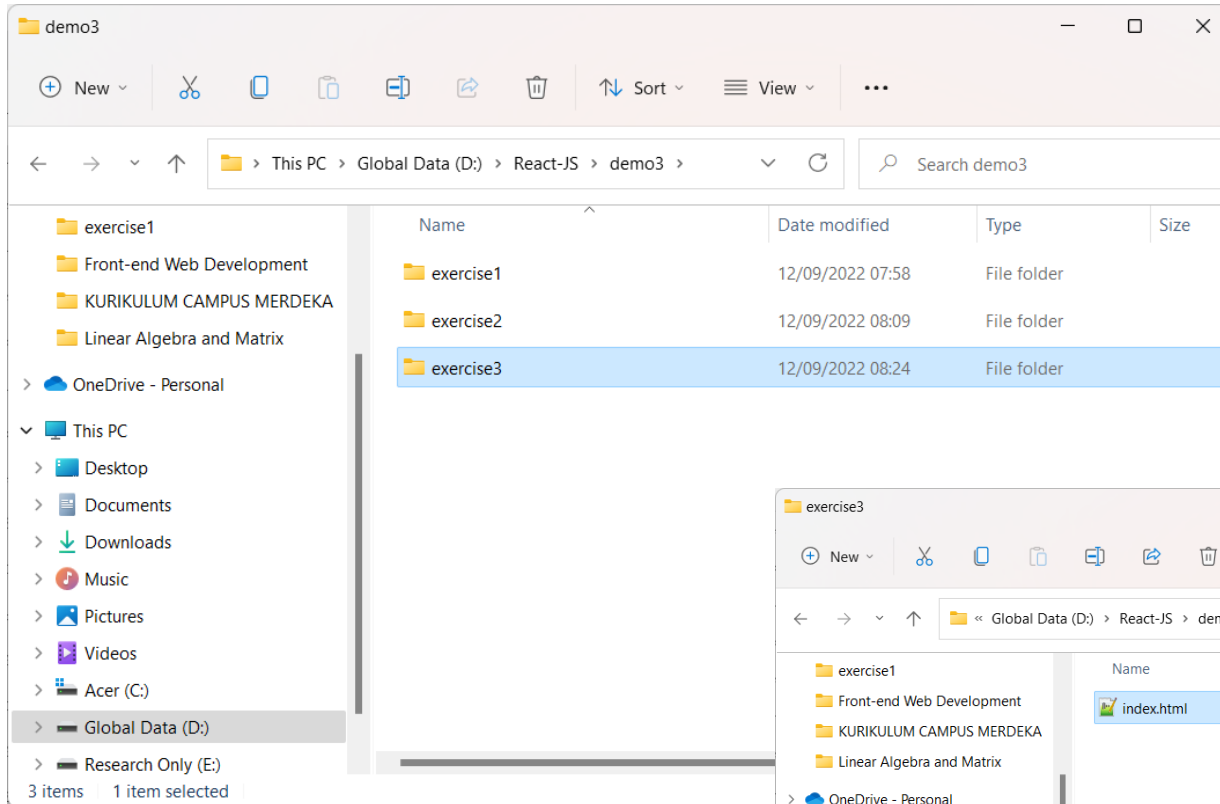 demo3
New
Sort
View
This PC > Global Data (D:) > React-JS > demo3 >
Search demo3
exercise1
Front-end Web Development
KURIKULUM CAMPUS MERDEKA
Linear Algebra and Matrix
OneDrive - Personal
This PC
Desktop
Documents
Downloads
Music
Pictures
Videos
Acer (C:)
Global Data (D:)
Research Only (E:)
3 items 1 item selected
Name Date modified Type Size
exercise1 12/09/2022 07:58 File folder
exercise2 12/09/2022 08:09 File folder
exercise3 12/09/2022 08:24 File folder
exercise3
New
« Global Data (D:) > React-JS > dem
exercise1
Front-end Web Development
KURIKULUM CAMPUS MERDEKA
Linear Algebra and Matrix
OneDrive - Personal
Name
index.html